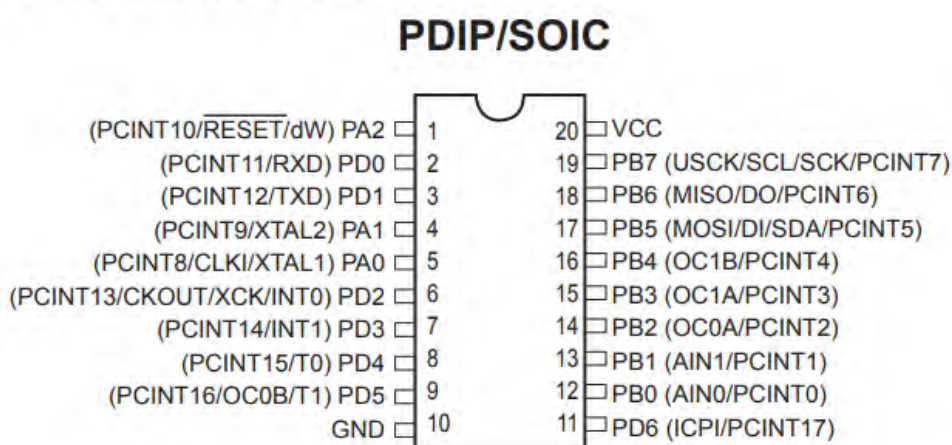 PDIP/SOIC
(PCINT10/RESET/dW) PA2 1 20 VCC
(PCINT11/RXD) PD0 2 19 PB7 (USCK/SCL/SCK/PCINT7)
(PCINT12/TXD) PD1 3 18 PB6 (MISO/DO/PCINT6)
(PCINT9/XTAL2) PA1 4 17 PB5 (MOSI/DI/SDA/PCINT5)
(PCINT8/CLKI/XTAL1) PA0 5 16 PB4 (OC1B/PCINT4)
(PCINT13/CKOUT/XCK/INT0) PD2 6 15 PB3 (OC1A/PCINT3)
(PCINT14/INT1) PD3 7 14 PB2 (OC0A/PCINT2)
(PCINT15/T0) PD4 8 13 PB1 (AIN1/PCINT1)
(PCINT16/OC0B/T1) PD5 9 12 PB0 (AIN0/PCINT0)
GND 10 11 PD6 (ICPI/PCINT17)